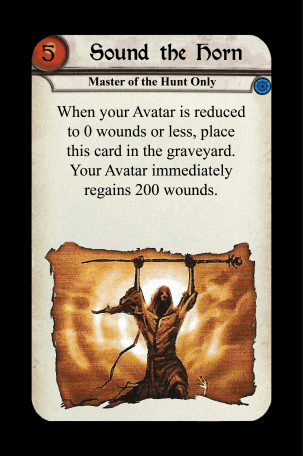 5 Sound the Horn
Master of the Hunt Only
When your Avatar is reduced
to 0 wounds or less, place
this card in the graveyard.
Your Avatar immediately
regains 200 wounds.